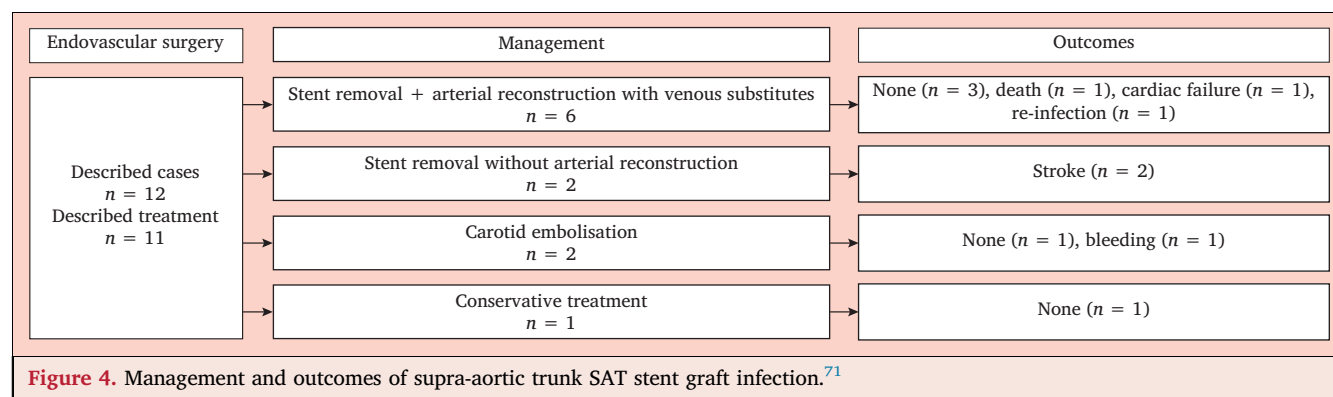 Endovascular surgery
Management
Outcomes
Described cases
n = 12
Described treatment
n = 11
Stent removal + arterial reconstruction with venous substitutes
n = 6
None (n = 3), death (n = 1), cardiac failure (n = 1),
re-infection (n = 1)
Stent removal without arterial reconstruction
n = 2
Stroke (n = 2)
Carotid embolisation
n = 2
None (n = 1), bleeding (n = 1)
Conservative treatment
n = 1
None (n = 1)
Figure 4. Management and outcomes of supra-aortic trunk SAT stent graft infection.71